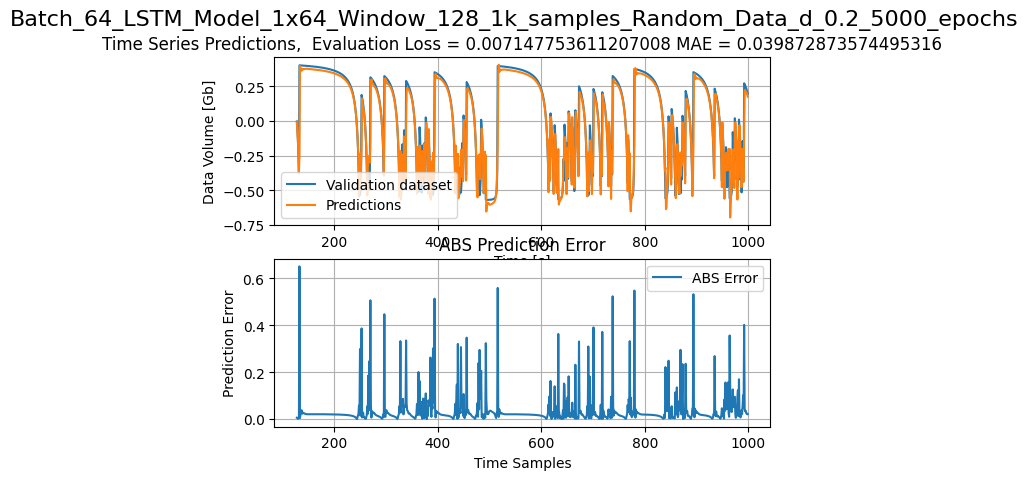 Batch_64_LSTM_Model_1x64_Window_128_1k_samples_Random_Data_d_0.2_5000_epochs
Time Series Predictions,  Evaluation Loss = 0.007147753611207008 MAE = 0.039872873574495316
Data Volume [Gb]
0.25
0.00
−0.25
−0.50
−0.75
Validation dataset
Predictions
200 400 600 800 1000
Time [s]
ABS Prediction Error
Prediction Error
0.6
0.4
0.2
0.0
ABS Error
200 400 600 800 1000
Time Samples